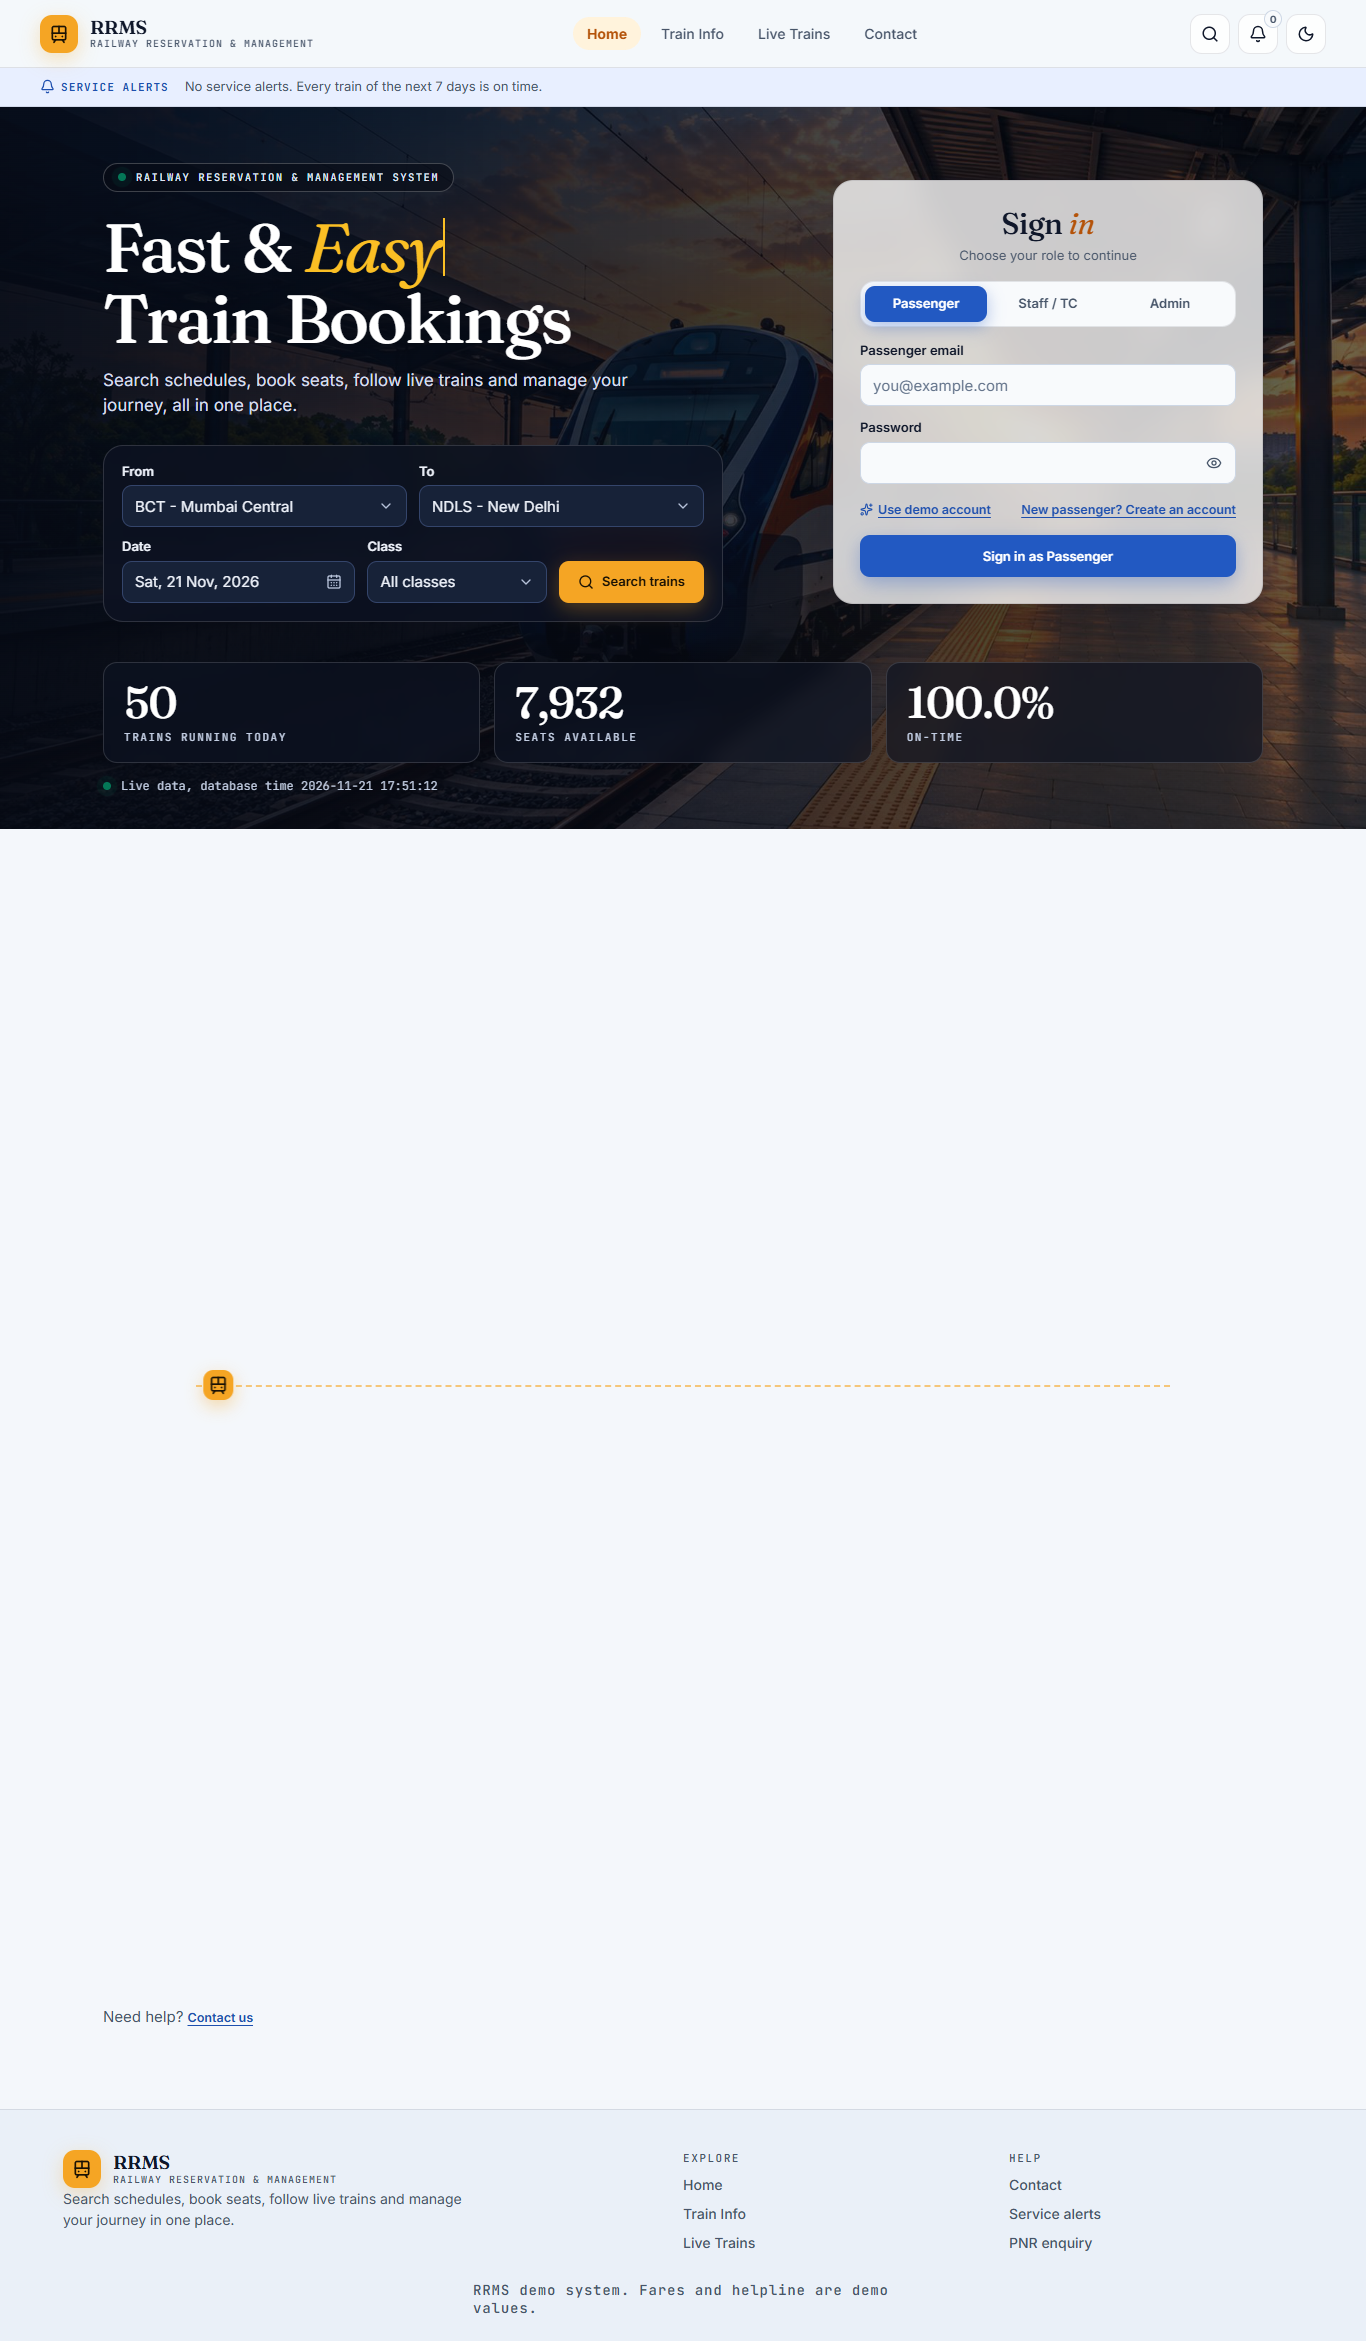 RRMS
RAILWAY RESERVATION & MANAGEMENT
Home
Train Info
Live Trains
Contact
0
SERVICE ALERTS
No service alerts. Every train of the next 7 days is on time.
RAILWAY RESERVATION & MANAGEMENT SYSTEM
Fast & Easy
Train Bookings
Search schedules, book seats, follow live trains and manage your
journey, all in one place.
From
To
BCT - Mumbai Central
NDLS - New Delhi
Date
Class
Sat, 21 Nov, 2026
All classes
Search trains
Sign in
Choose your role to continue
Passenger
Staff / TC
Admin
Passenger email
you@example.com
Password
Use demo account
New passenger? Create an account
Sign in as Passenger
50
TRAINS RUNNING TODAY
7,932
SEATS AVAILABLE
100.0%
ON-TIME
Live data, database time 2026-11-21 17:51:12
Need help? Contact us
RRMS
RAILWAY RESERVATION & MANAGEMENT
Search schedules, book seats, follow live trains and manage
your journey in one place.
EXPLORE
Home
Train Info
Live Trains
HELP
Contact
Service alerts
PNR enquiry
RRMS demo system. Fares and helpline are demo
values.